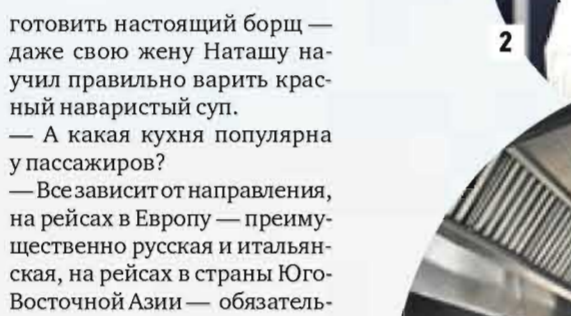 готовить настоящий борщ —
даже свою жену Наташу на-
учил правильно варить крас-
ный наваристый суп.
— А какая кухня популярна
у пассажиров?
— Все зависит от направления,
на рейсах в Европу — преиму-
щественно русская и итальян-
ская, на рейсах в страны Юго-
Восточной Азии — обязатель-
2